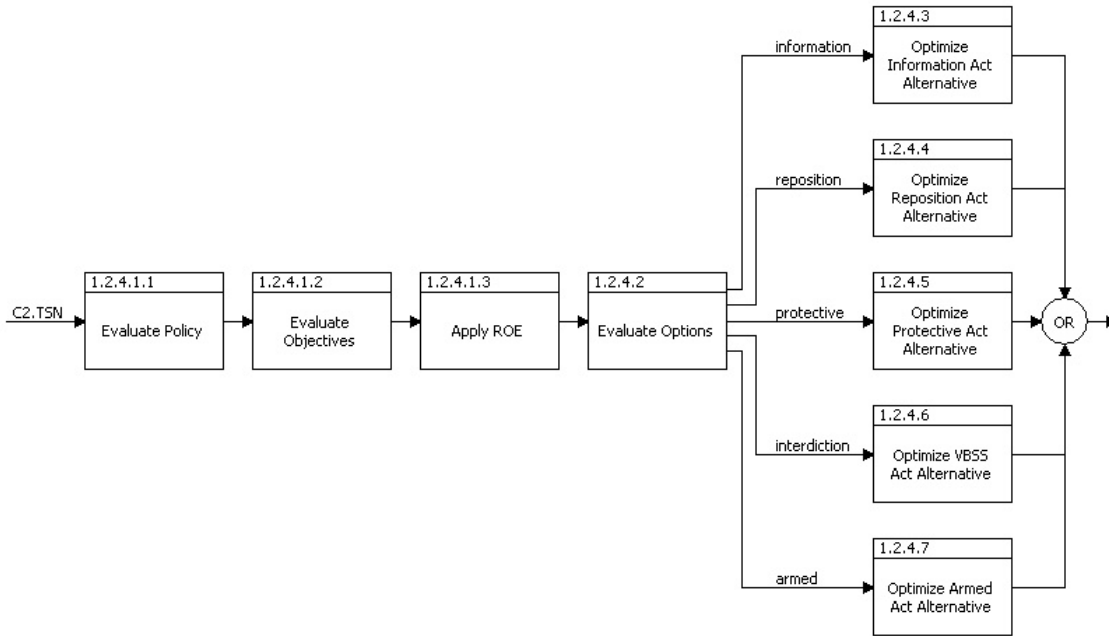 1.2.4.3
information
Optimize
Information Act
Alternative
1.2.4.4
reposition
Optimize
Reposition Act
Alternative
C2.TSN
1.2.4.1.1
Evaluate Policy
1.2.4.1.2
Evaluate
Objectives
1.2.4.1.3
Apply ROE
1.2.4.2
Evaluate Options
protective
1.2.4.5
Optimize
Protective Act
Alternative
OR
1.2.4.6
interdiction
Optimize VBSS
Act Alternative
1.2.4.7
armed
Optimize Armed
Act Alternative